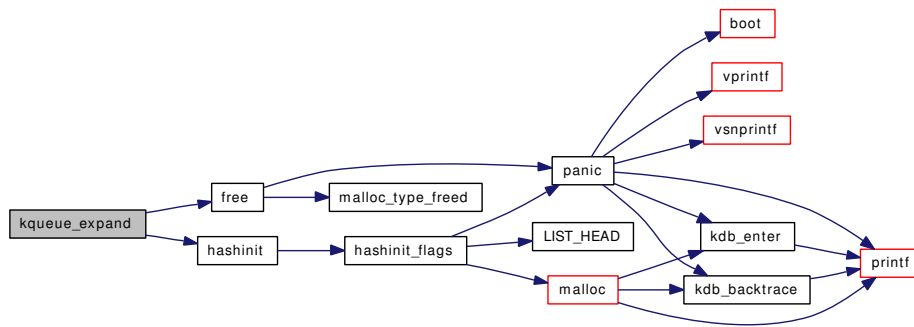 boot
vprintf
vsnprintf
panic
free
malloc_type_freed
kqueue_expand
LIST_HEAD
kdb_enter
hashinit
hashinit_flags
printf
malloc
kdb_backtrace